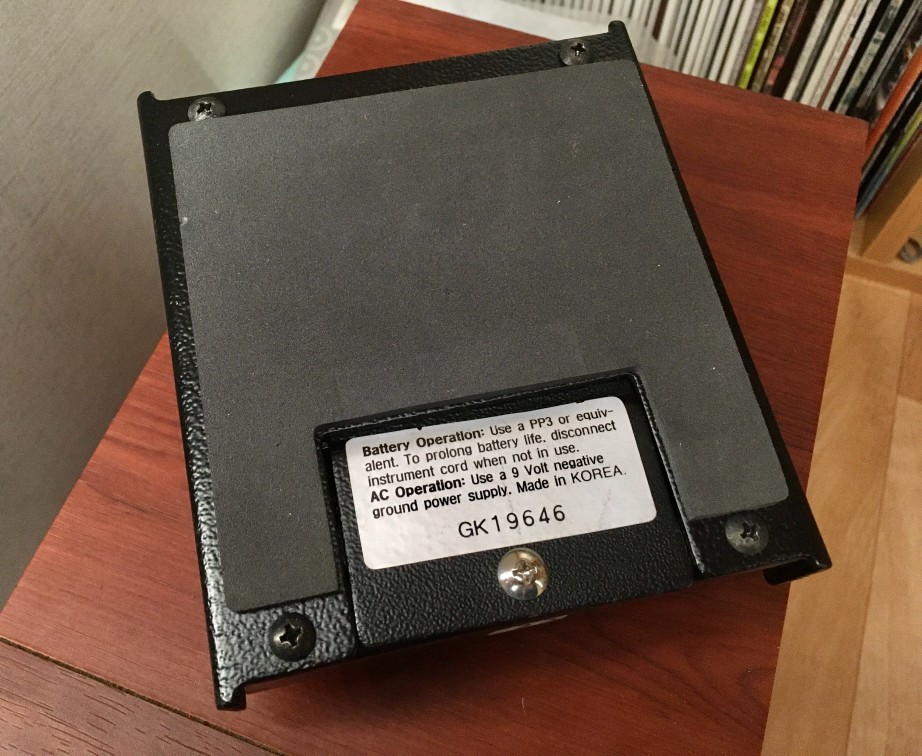 Battery Operation: Use a PP3 or equiv-
alent. To prolong battery life, disconnect
instrument cord when not in use.
AC Operation: Use a 9 Volt negative
ground power supply. Made in KOREA.
GK19646